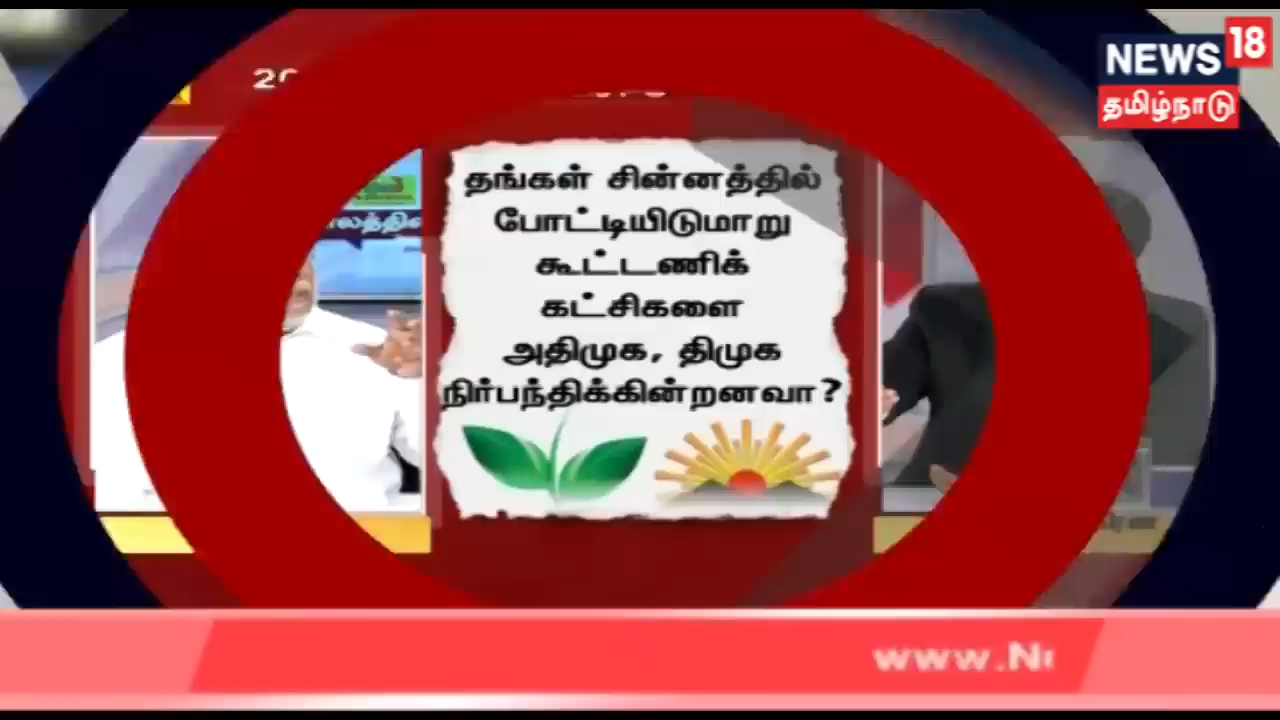 NEWS 18
தமிழ்நாடு
தங்கள் சின்னத்தில்
போட்டியிடுமாறு
கூட்டணிக்
கட்சிகளை
அதிமுக, திமுக
நிர்பந்திக்கின்றனவா?
www.N